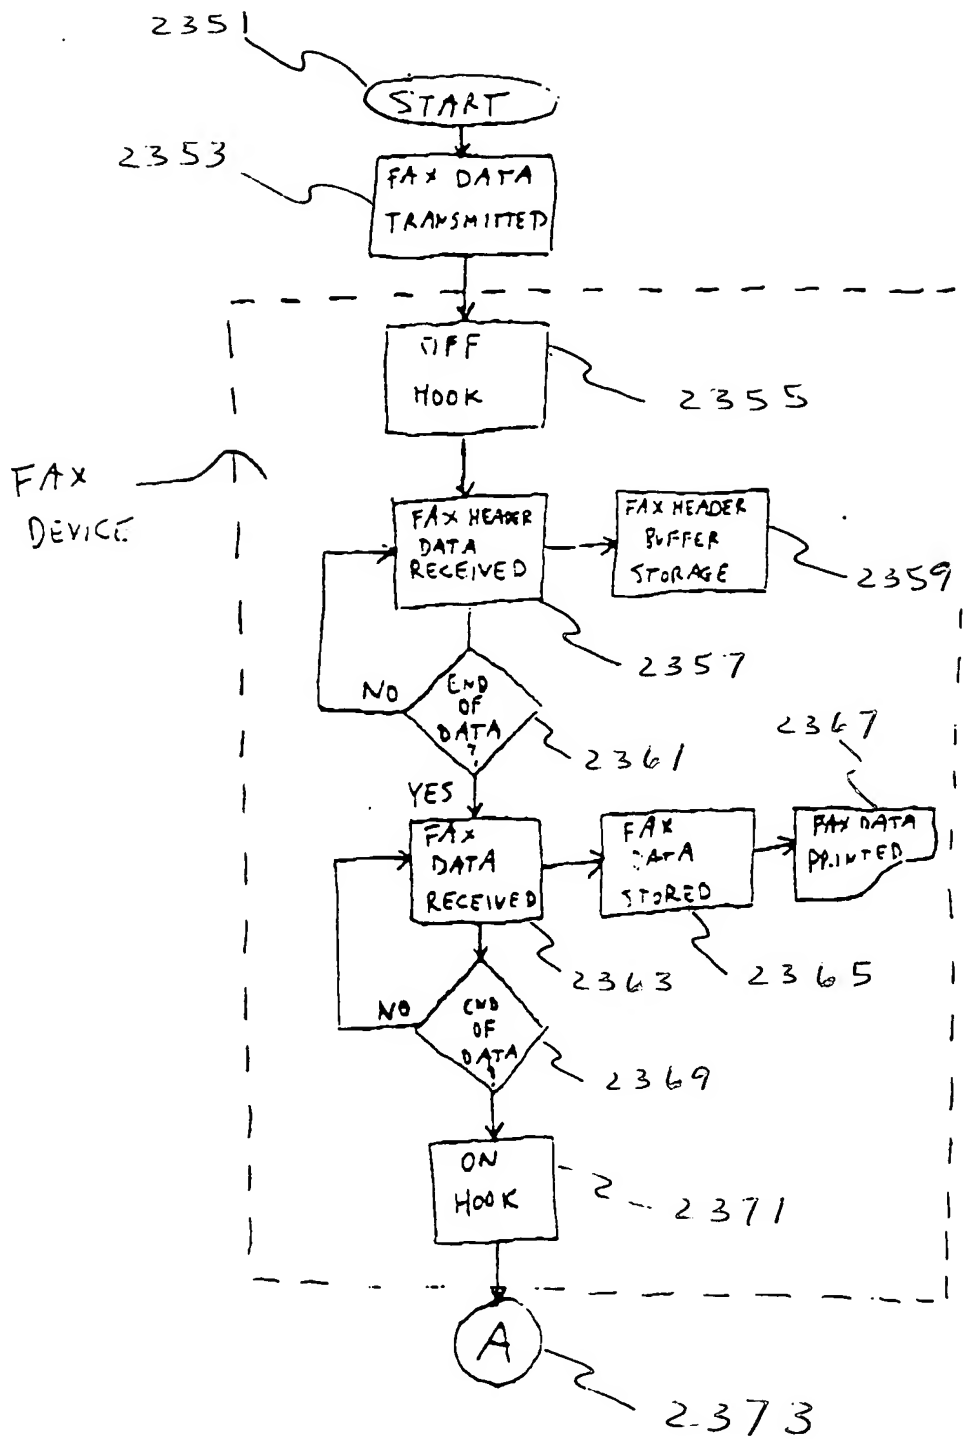 2351
START
2353
FAX DATA
TRANSMITTED
OFF
HOOK
2355
FAX
DEVICE
FAX HEADER
DATA
RECEIVED
FAX HEADER
BUFFER
STORAGE
2359
2357
NO
END
OF
DATA
?
2361
2367
YES
FAX
DATA
RECEIVED
FAX
DATA
STORED
FAX DATA
PRINTED
2363
2365
NO
END
OF
DATA
?
2369
ON
HOOK
2371
A
2373